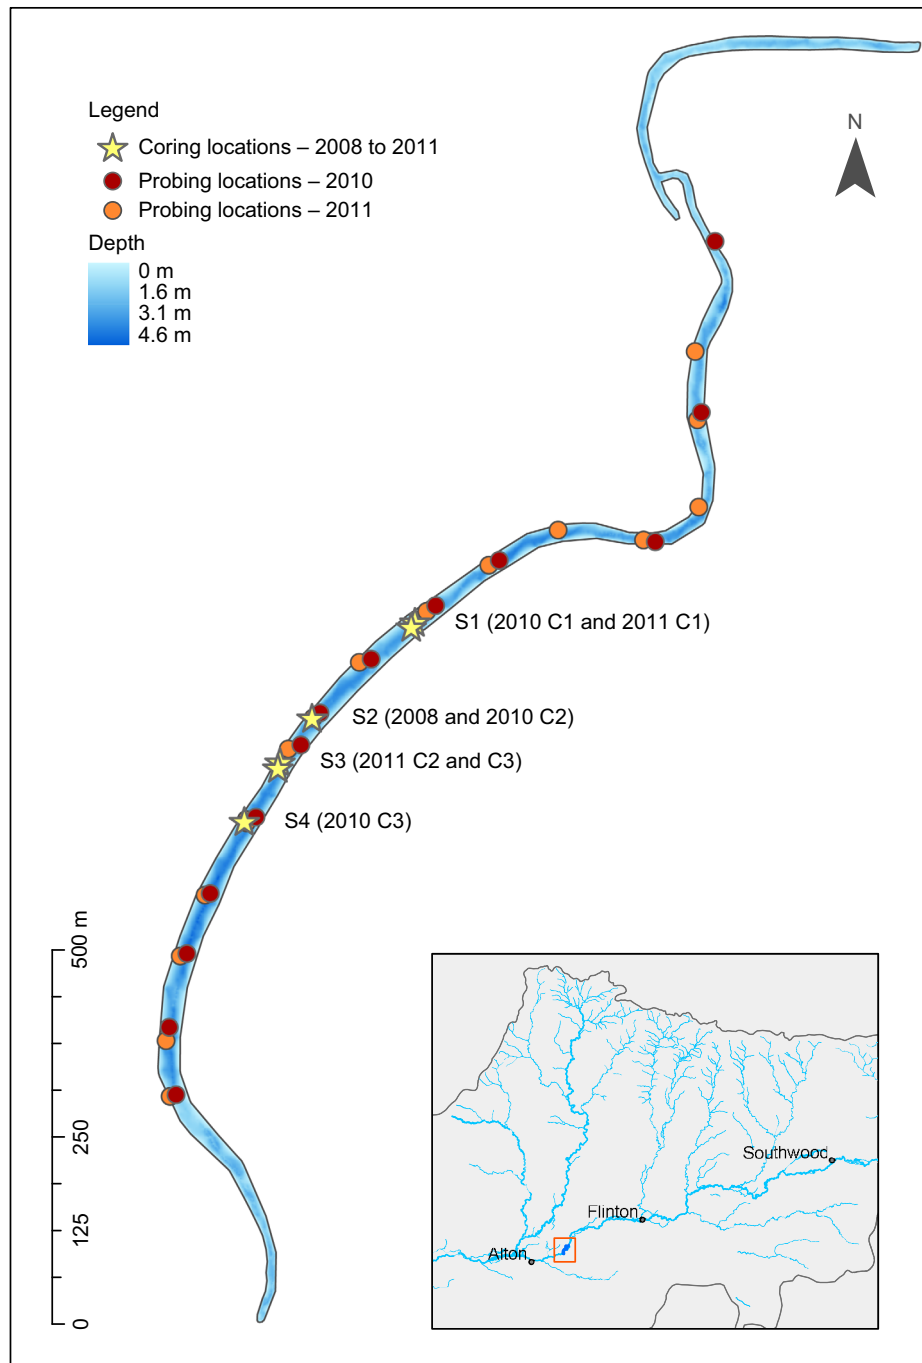 Legend
Coring locations – 2008 to 2011
Probing locations – 2010
Probing locations – 2011
Depth
0 m
1.6 m
3.1 m
4.6 m
N
S1 (2010 C1 and 2011 C1)
S2 (2008 and 2010 C2)
S3 (2011 C2 and C3)
S4 (2010 C3)
500 m
250
125
0
Southwood
Flinton
Alton